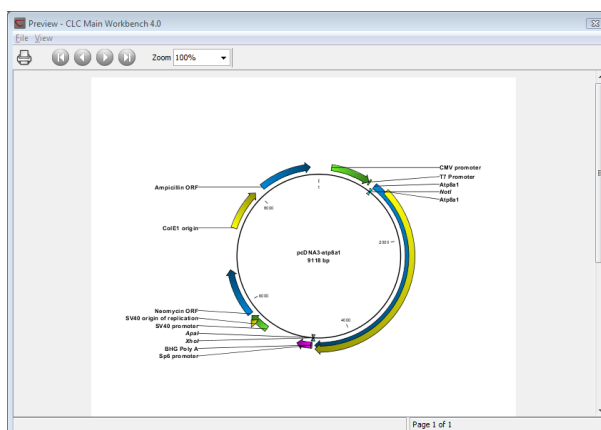 Preview - CLC Main Workbench 4.0
File View
Zoom 100%
CMV promoter
T7 Promoter
Atp8a1
NotI
Atp8a1
Ampicillin ORF
ColE1 origin
pcDNA3-atp8a1
9118 bp
1
2000
4000
6000
8000
Neomycin ORF
SV40 origin of replication
SV40 promoter
ApaI
XhoI
BHG Poly A
Sp6 promoter
Page 1 of 1